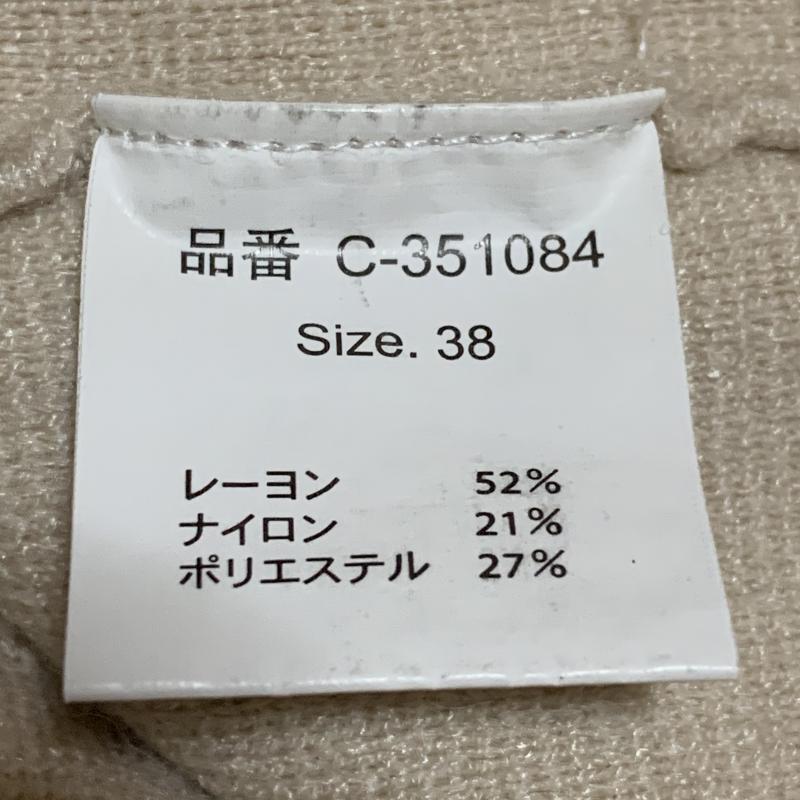 品番 C-351084
Size. 38
レーヨン 52%
ナイロン 21%
ポリエステル 27%